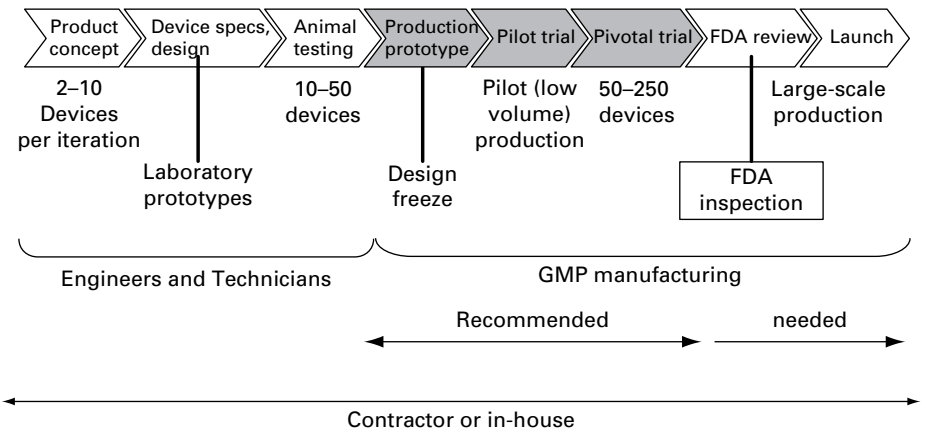 Product
concept
Device specs,
design
Animal
testing
Production
prototype
Pilot trial
Pivotal trial
FDA review
Launch
2–10
Devices
per iteration
10–50
devices
Pilot (low
volume)
production
50–250
devices
Large-scale
production
Laboratory
prototypes
Design
freeze
FDA
inspection
Engineers and Technicians
GMP manufacturing
Recommended
needed
Contractor or in-house